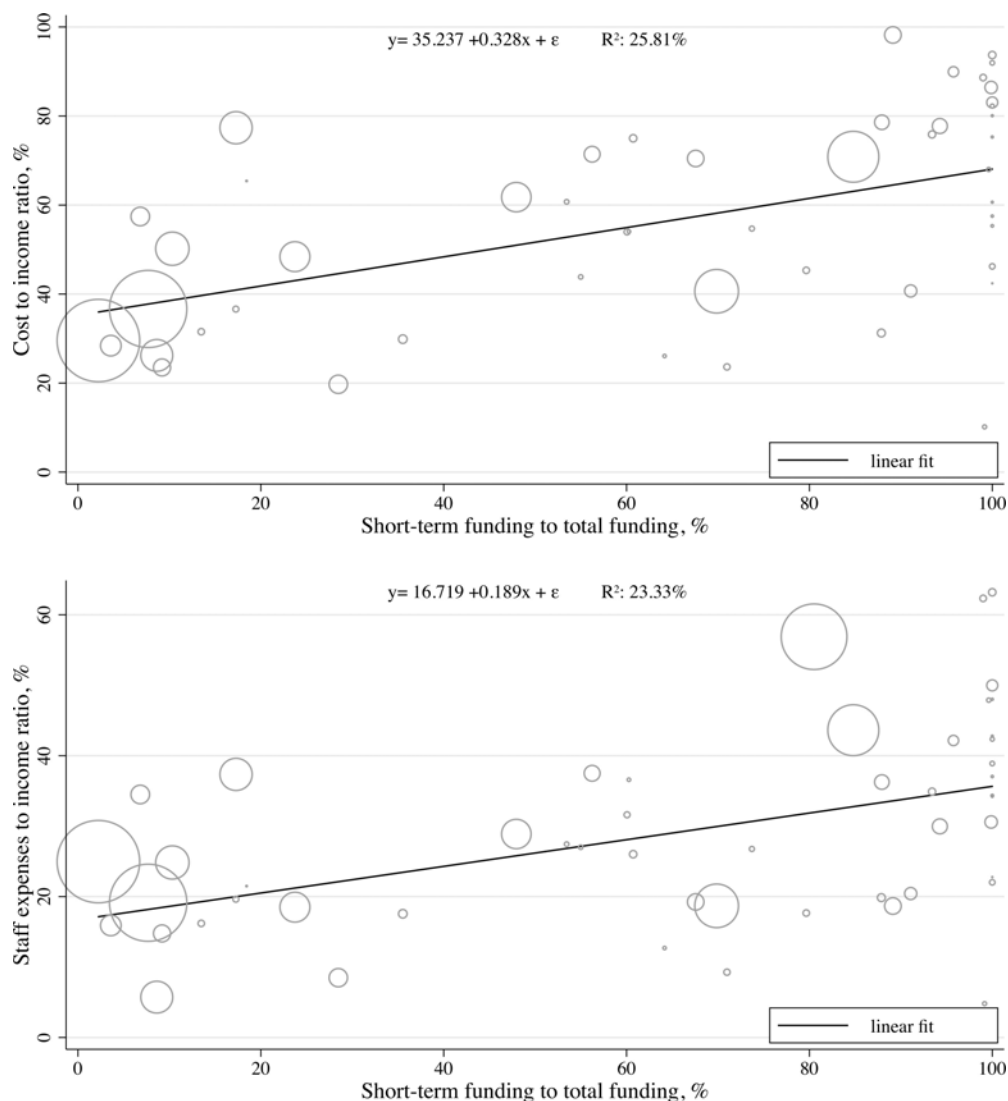 y= 35.237 +0.328x + ε R²: 25.81%
Cost to income ratio, %
100
80
60
40
20
0
linear fit
0 20 40 60 80 100
Short-term funding to total funding, %
y= 16.719 +0.189x + ε R²: 23.33%
Staff expenses to income ratio, %
60
40
20
0
linear fit
0 20 40 60 80 100
Short-term funding to total funding, %